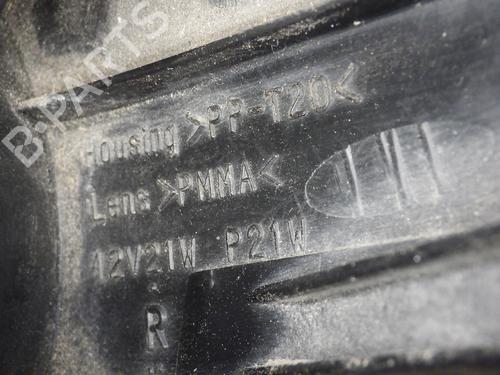 B-PARTS
Housing >PP-T20<
Lens >PMMA<
12V21W P21W
R